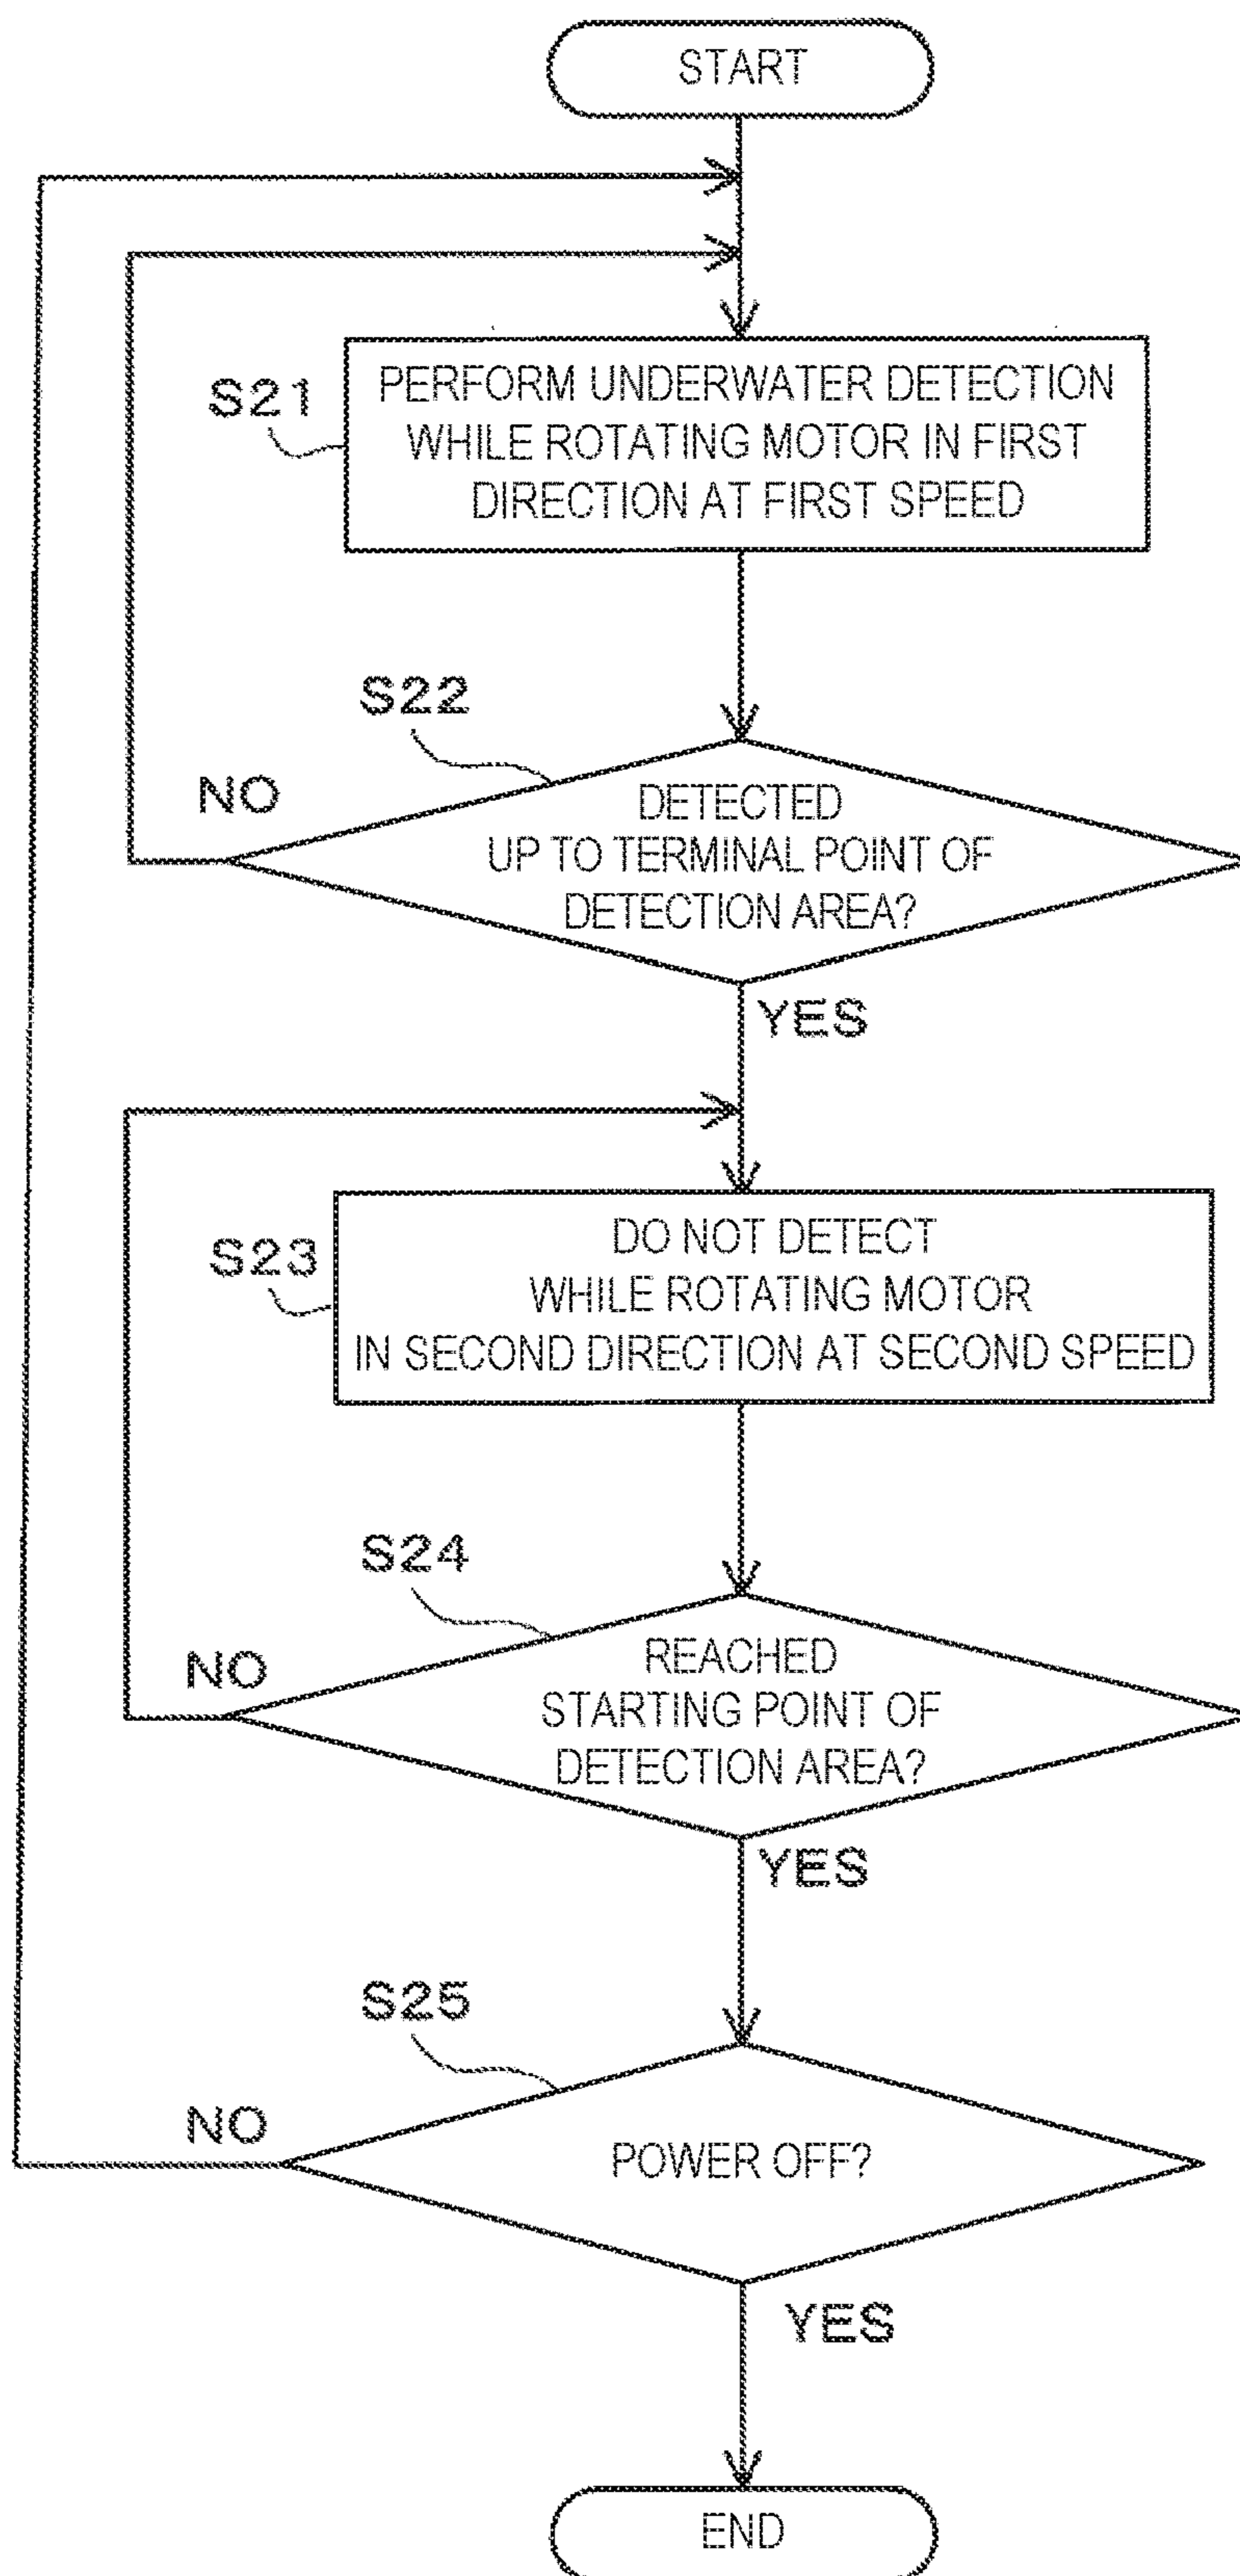 START
S21
PERFORM UNDERWATER DETECTION
WHILE ROTATING MOTOR IN FIRST
DIRECTION AT FIRST SPEED
S22
NO
DETECTED
UP TO TERMINAL POINT OF
DETECTION AREA?
YES
S23
DO NOT DETECT
WHILE ROTATING MOTOR
IN SECOND DIRECTION AT SECOND SPEED
S24
NO
REACHED
STARTING POINT OF
DETECTION AREA?
YES
S25
NO
POWER OFF?
YES
END